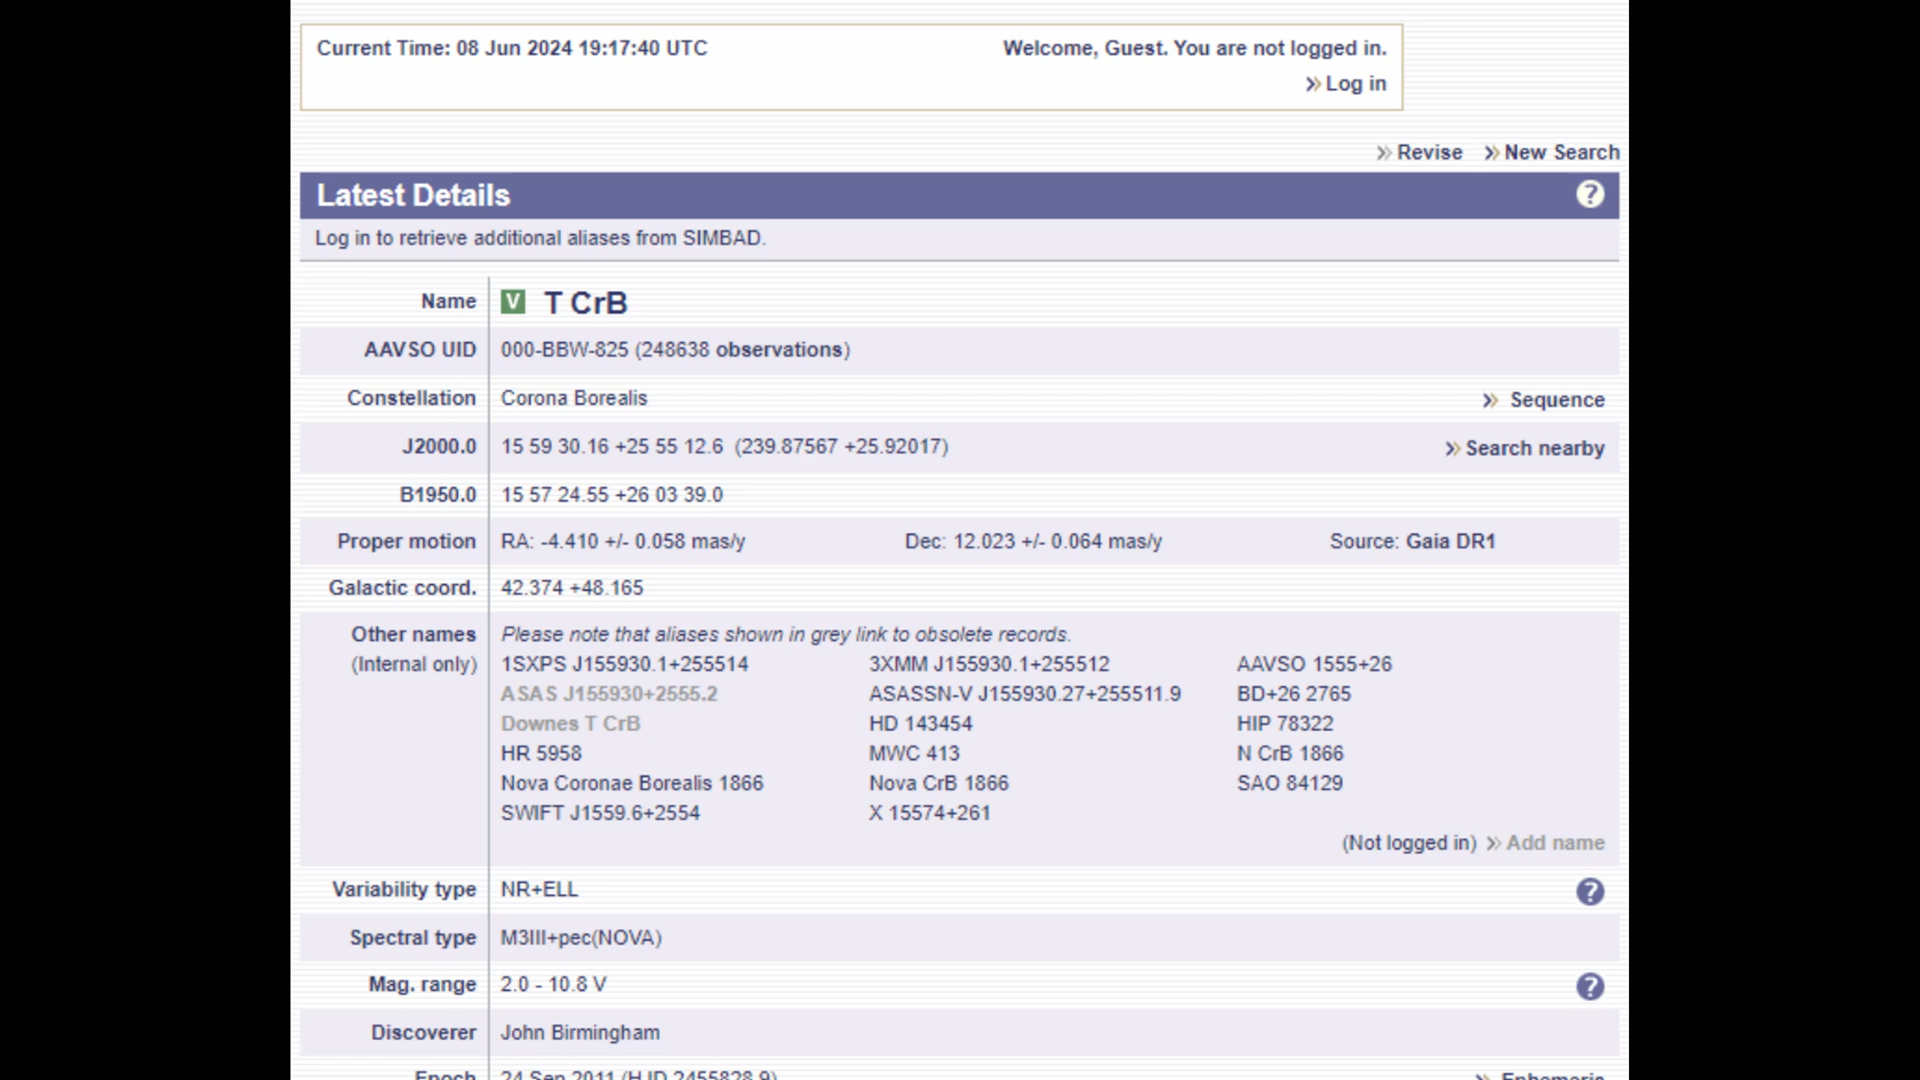 Current Time: 08 Jun 2024 19:17:40 UTC
Welcome, Guest. You are not logged in.
» Log in
» Revise » New Search
Latest Details ?
Log in to retrieve additional aliases from SIMBAD.
Name V T CrB
AAVSO UID 000-BBW-825 (248638 observations)
Constellation Corona Borealis » Sequence
J2000.0 15 59 30.16 +25 55 12.6 (239.87567 +25.92017) » Search nearby
B1950.0 15 57 24.55 +26 03 39.0
Proper motion RA: -4.410 +/- 0.058 mas/y Dec: 12.023 +/- 0.064 mas/y Source: Gaia DR1
Galactic coord. 42.374 +48.165
Other names Please note that aliases shown in grey link to obsolete records.
(Internal only) 1SXPS J155930.1+255514 3XMM J155930.1+255512 AAVSO 1555+26
ASAS J155930+2555.2 ASASSN-V J155930.27+255511.9 BD+26 2765
Downes T CrB HD 143454 HIP 78322
HR 5958 MWC 413 N CrB 1866
Nova Coronae Borealis 1866 Nova CrB 1866 SAO 84129
SWIFT J1559.6+2554 X 15574+261
(Not logged in) » Add name
Variability type NR+ELL ?
Spectral type M3III+pec(NOVA)
Mag. range 2.0 - 10.8 V ?
Discoverer John Birmingham
Epoch 24 Sep 2011 (HJD 2455828.9) » Ephemeris